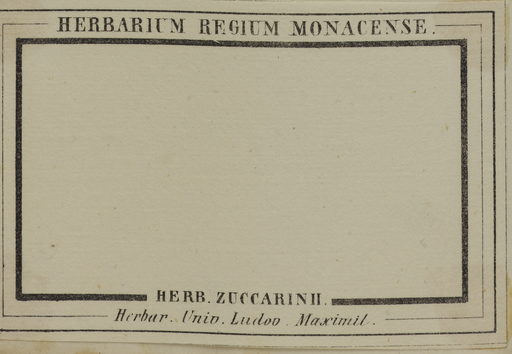 HERBARIUM REGIUM MONACENSE.
HERB. ZUCCARINII.
Herbar. Univ. Ludov. Maximil.